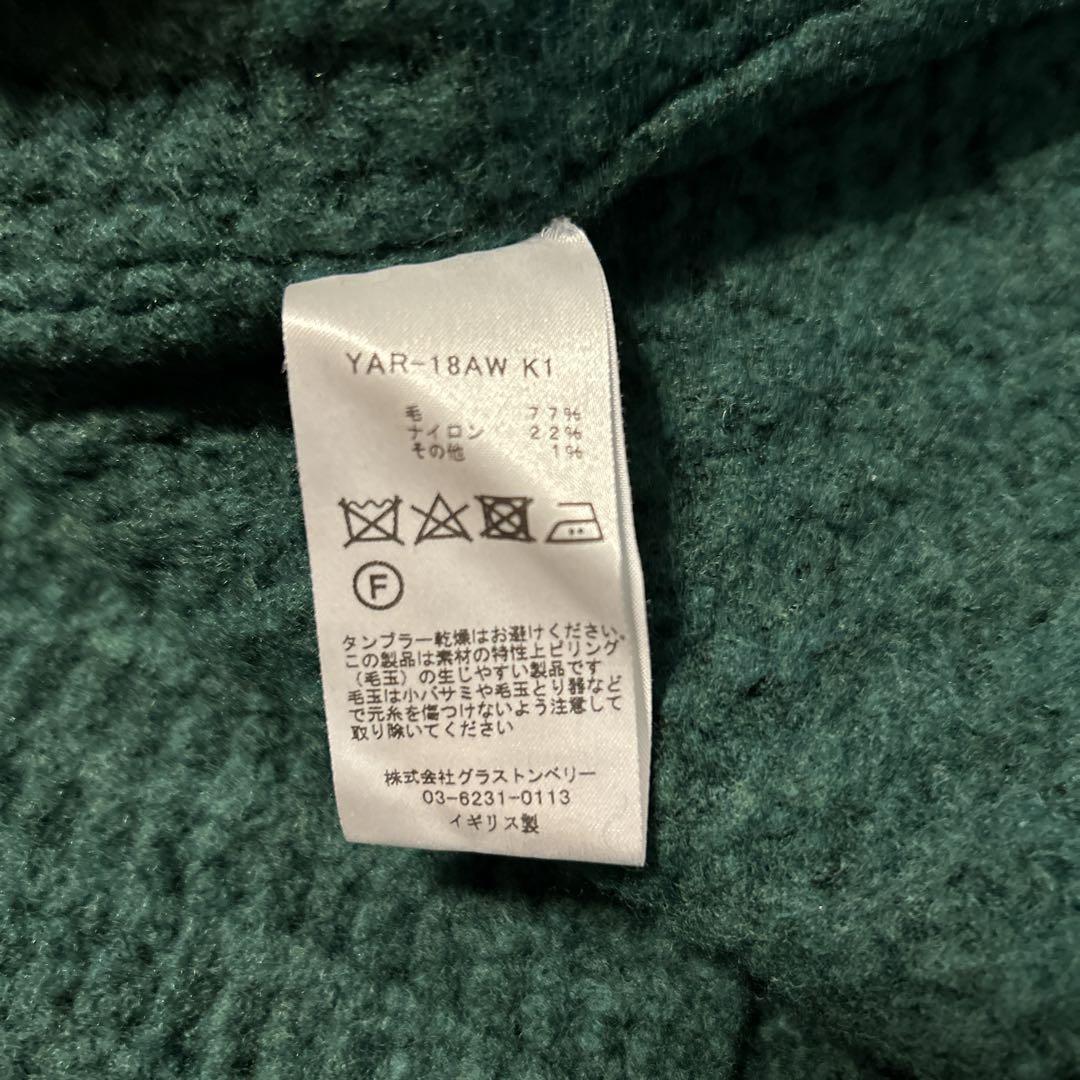 YAR-18AW K1
毛 77%
ナイロン 22%
その他 1%
F
タンブラー乾燥はお避けください。
この製品は素材の特性上ピリング
（毛玉）の生じやすい製品です
毛玉は小バサミや毛玉とり器など
で元糸を傷つけないよう注意して
取り除いてください
株式会社グラストンベリー
03-6231-0113
イギリス製